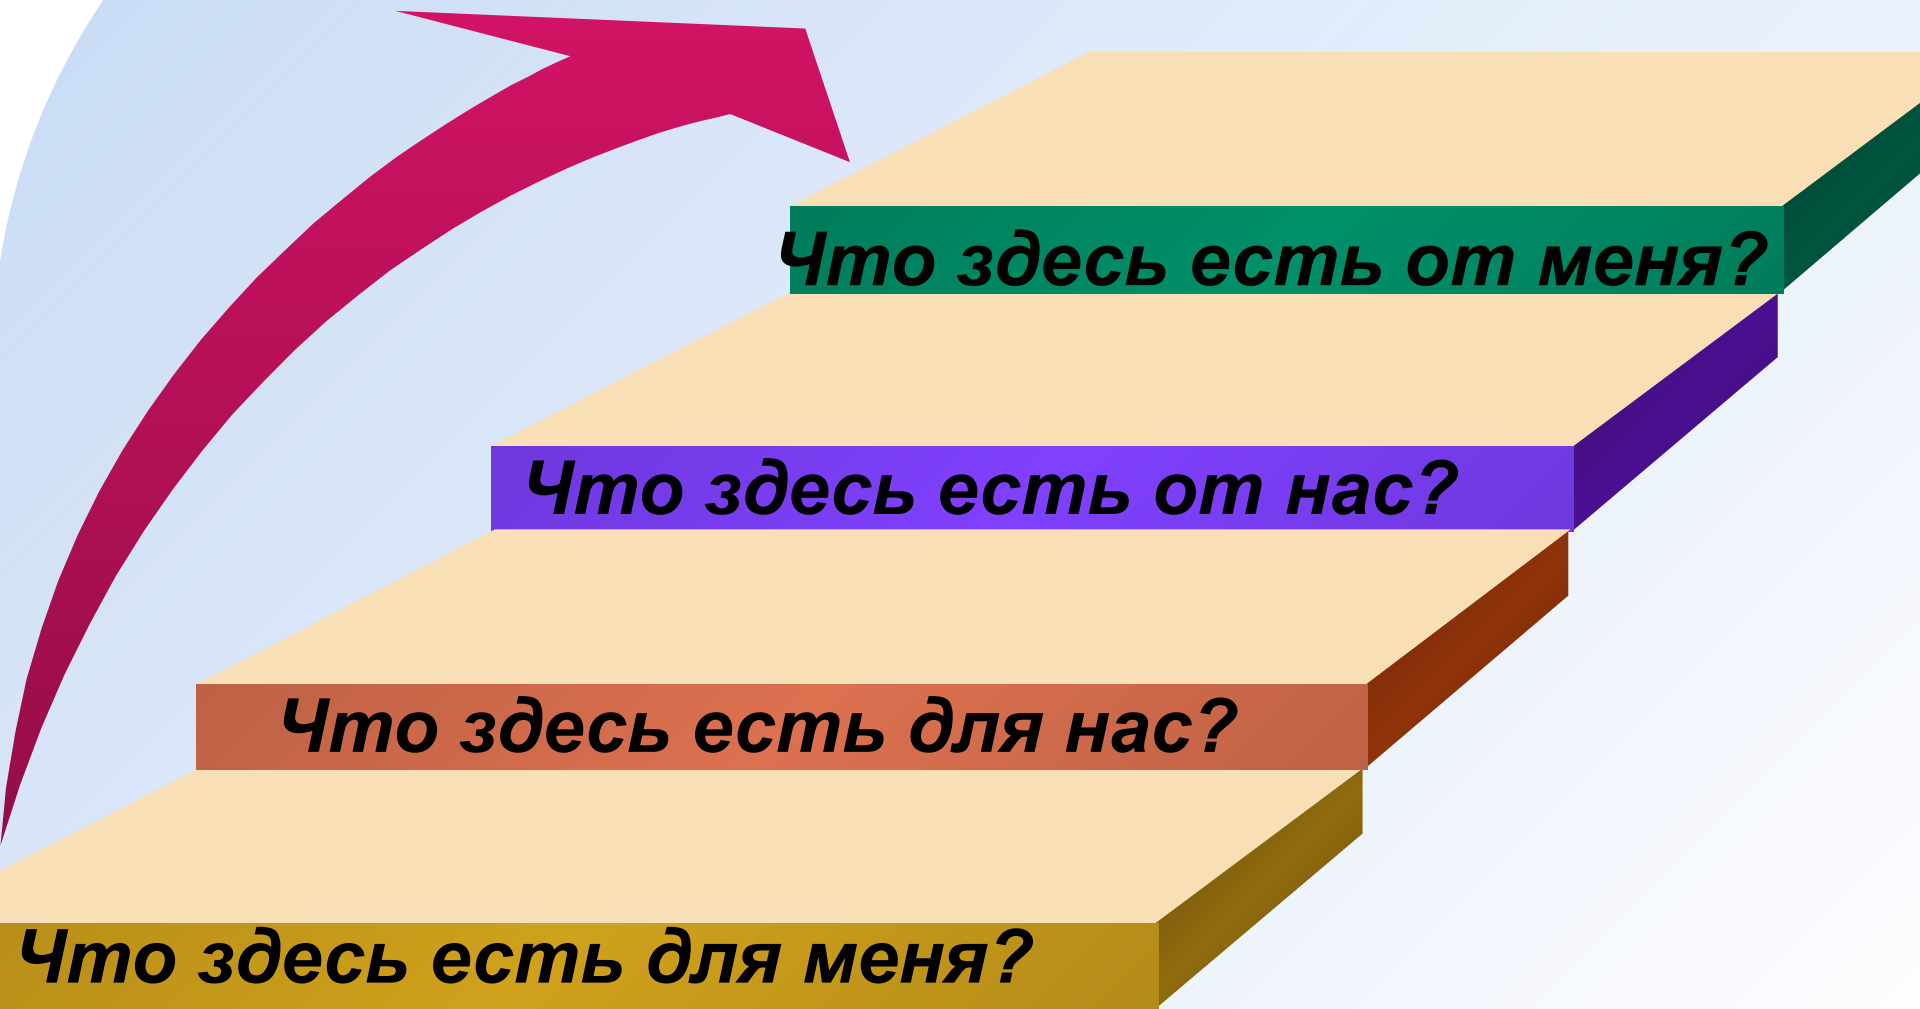 Что здесь есть от меня?
Что здесь есть от нас?
Что здесь есть для нас?
Что здесь есть для меня?